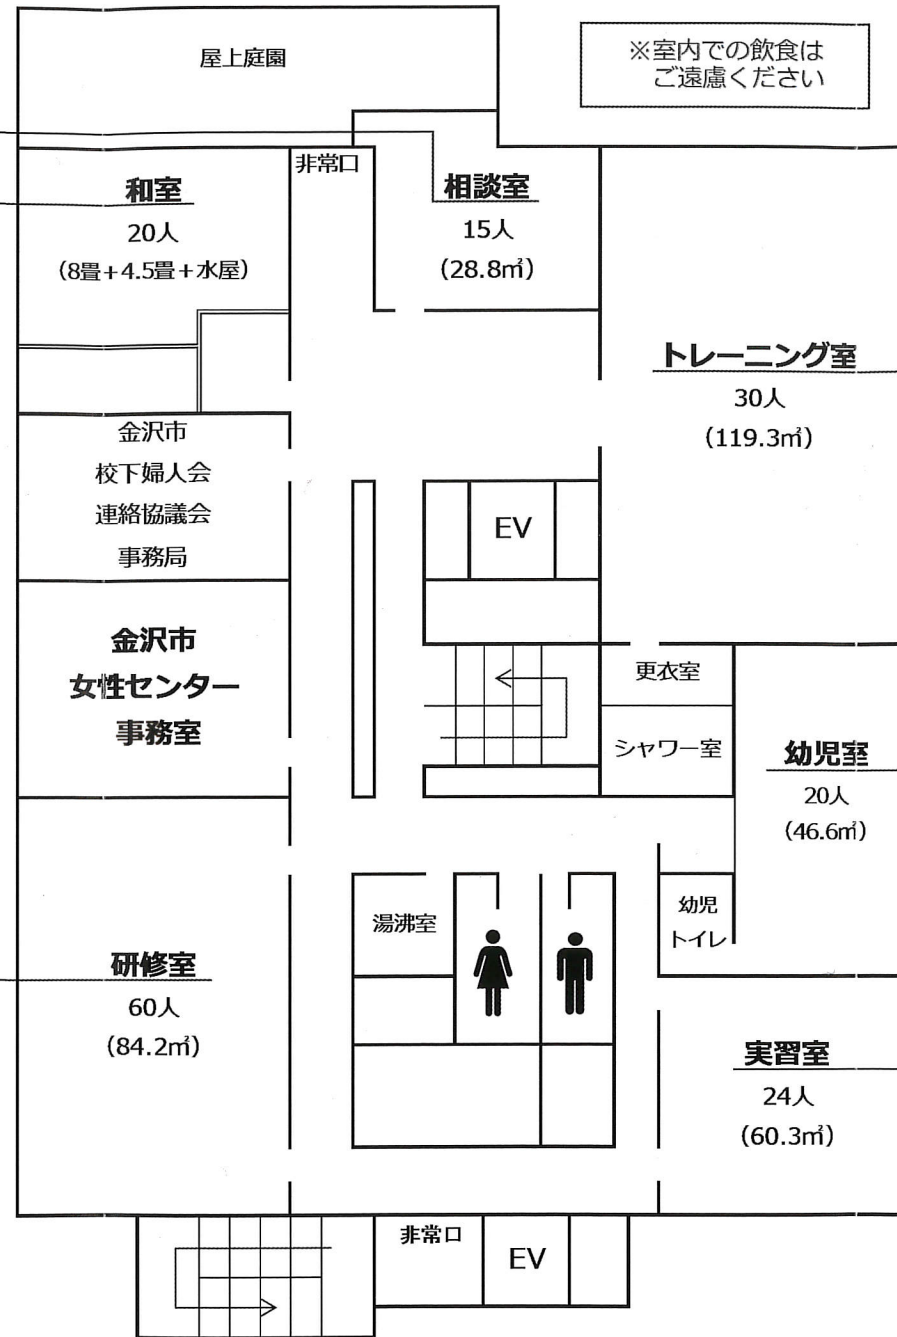 屋上庭園
※室内での飲食は
ご遠慮ください
非常口
和室
20人
(8畳+4.5畳+水屋)
相談室
15人
(28.8㎡)
トレーニング室
30人
(119.3㎡)
金沢市
校下婦人会
連絡協議会
事務局
EV
金沢市
女性センター
事務室
更衣室
シャワー室
幼児室
20人
(46.6㎡)
湯沸室
幼児
トイレ
研修室
60人
(84.2㎡)
実習室
24人
(60.3㎡)
非常口
EV